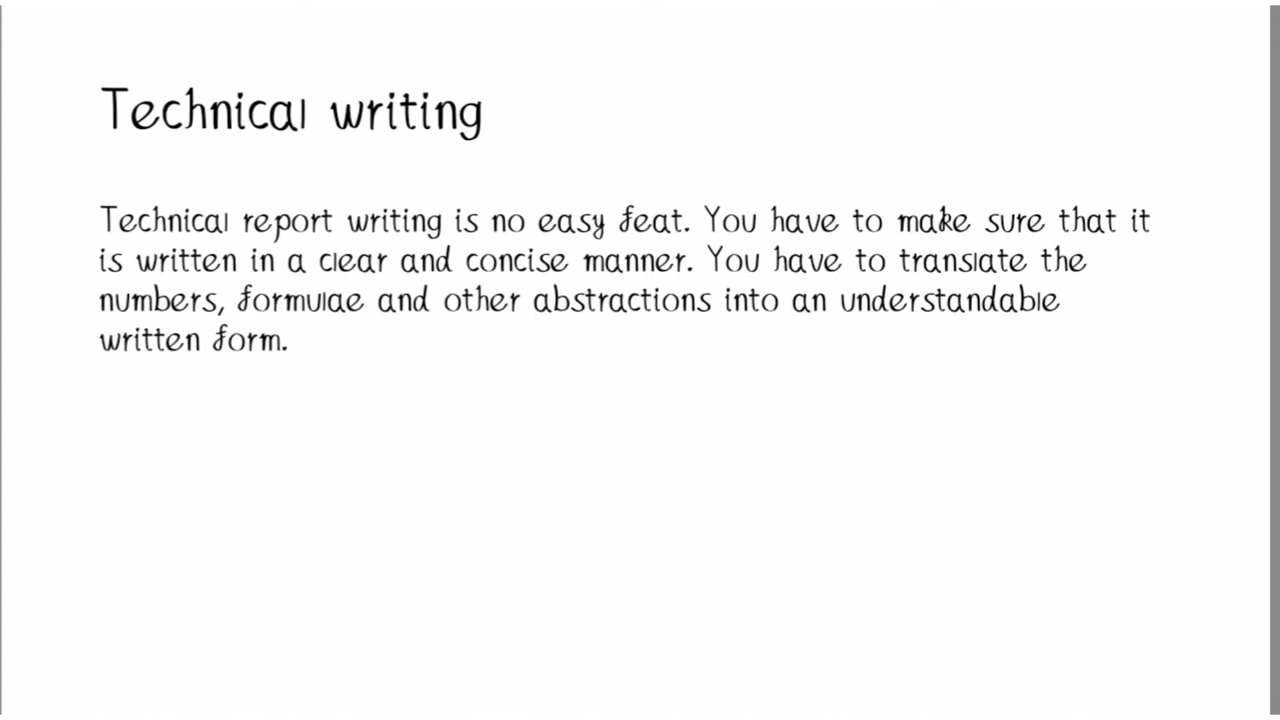 Technical writing
Technical report writing is no easy feat. You have to make sure that it
is written in a clear and concise manner. You have to translate the
numbers, formulae and other abstractions into an understandable
written form.